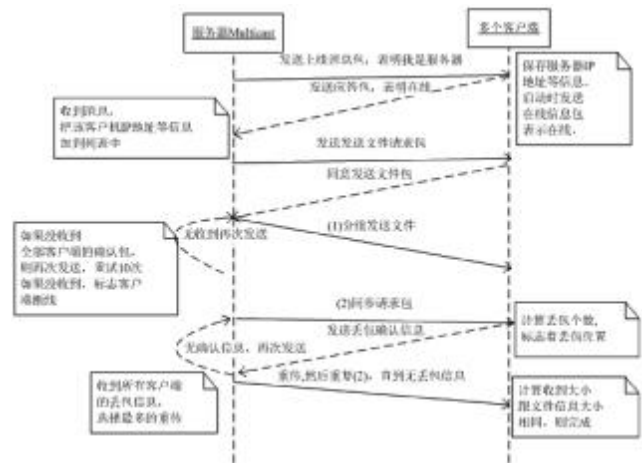 服务器Multicast
多个客户端
发送上线消息包，表明我是服务器
发送应答包，表明在线
保存服务器IP
地址等信息。
启动时发送
在线信息包
表示在线。
收到消息，
把该客户机IP地址等信息
加到列表中
发送发送文件请求包
同意发送文件包
无收到再次发送
(1)分组发送文件
如果没收到
全部客户端的确认包，
则再次发送，重试10次
如果没收到，标志客户
端断线
(2)同步请求包
发送丢包确认信息
无确认信息，再次发送
计算丢包个数，
标志着丢包位置
重传,然后重复(2)，直到无丢包信息
收到所有客户端
的丢包信息，
选择最多的重传
计算收到大小
跟文件信息大小
相同，则完成